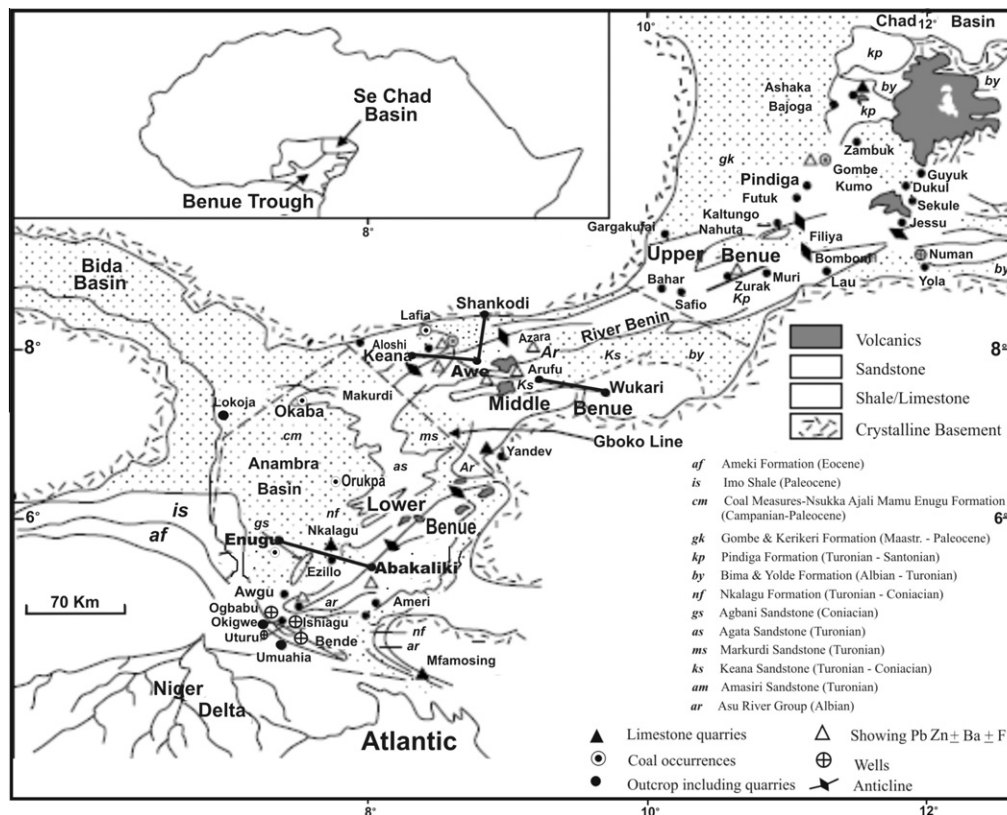 10°
Chad 12° Basin
kp
by
by
Se Chad
Basin
Benue Trough
Ashaka
Bajoga
kp
Zambuk
gk
Gombe
Kumo
Guyuk
Dukul
Sekule
Jessu
Pindiga
Futuk
Kaltungo
Nahuta
Filiya
Gargakufai
8°
Upper
Benue
Bomboni
Numan
Bahar
Safio
Zurak
Kp
Muri
Lau
Yola
by
Bida
Basin
Shankodi
Lafia
River Benin
Aloshi
Keana
Azara
Ar
Awe
Arufu
Ks
Ks
by
Wukari
8°
Makurdi
Middle
Benue
Lokoja
Okaba
cm
ms
Gboko Line
Yandev
Anambra
Basin
as
Ar
Orukpa
6°
is
af
nf
gs
Nkalagu
Lower
Benue
Enugu
Ezillo
Abakaliki
70 Km
Awgu
Ogbabu
Okigwe
Uturu
ar
Ishiagu
Bende
Umuahia
Ameri
nf
ar
Mfamosing
Niger
Delta
Atlantic
Volcanics
Sandstone
8°
Shale/Limestone
Crystalline Basement
af Ameki Formation (Eocene)
is Imo Shale (Paleocene)
cm Coal Measures-Nsukka Ajali Mamu Enugu Formation
(Campanian-Paleocene)
6°
gk Gombe & Kerikeri Formation (Maastr. - Paleocene)
kp Pindiga Formation (Turonian - Santonian)
by Bima & Yolde Formation (Albian - Turonian)
nf Nkalagu Formation (Turonian - Coniacian)
gs Agbani Sandstone (Coniacian)
as Agata Sandstone (Turonian)
ms Markurdi Sandstone (Turonian)
ks Keana Sandstone (Turonian - Coniacian)
am Amasiri Sandstone (Turonian)
ar Asu River Group (Albian)
Limestone quarries
Showing Pb Zn ± Ba ± F
Coal occurrences
Wells
Outcrop including quarries
Anticline
8°
10°
12°